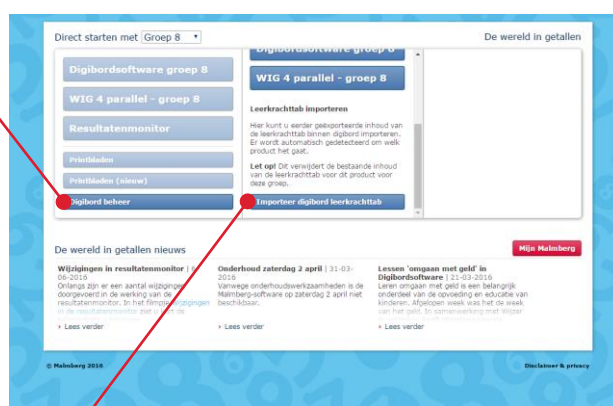 Direct starten met Groep 8
De wereld in getallen
Digibordsoftware groep 8
WIG 4 parallel - groep 8
Resultatenmonitor
Printbladen
Printbladen (nieuw)
Digibord beheer
Digibordsoftware groep 8
WIG 4 parallel - groep 8
Leerkrachttab importeren
Hier kunt u eerder geëxporteerde inhoud van
de leerkrachttab binnen digibord importeren.
Er wordt automatisch gedetecteerd om welk
product het gaat.
Let op! Dit verwijdert de bestaande inhoud
van de leerkrachttab voor dit product voor
deze groep.
Importeer digibord leerkrachttab
De wereld in getallen nieuws
Mijn Malmberg
Wijzigingen in resultatenmonitor |
06-2016
Onlangs zijn er een aantal wijzigingen
doorgevoerd in de werking van de
resultatenmonitor. In het filmpje wijzigingen
in de resultatenmonitor ziet u wat de
› Lees verder
Onderhoud zaterdag 2 april | 31-03-
2016
Vanwege onderhoudswerkzaamheden is de
Malmberg-software op zaterdag 2 april niet
beschikbaar.
› Lees verder
Lessen 'omgaan met geld' in
Digibordsoftware | 21-03-2016
Leren omgaan met geld is een belangrijk
onderdeel van de opvoeding en educatie van
kinderen. Afgelopen week was het de week
van het geld. In samenwerking met Wijzer
› Lees verder
© Malmberg 2016
Disclaimer & privacy